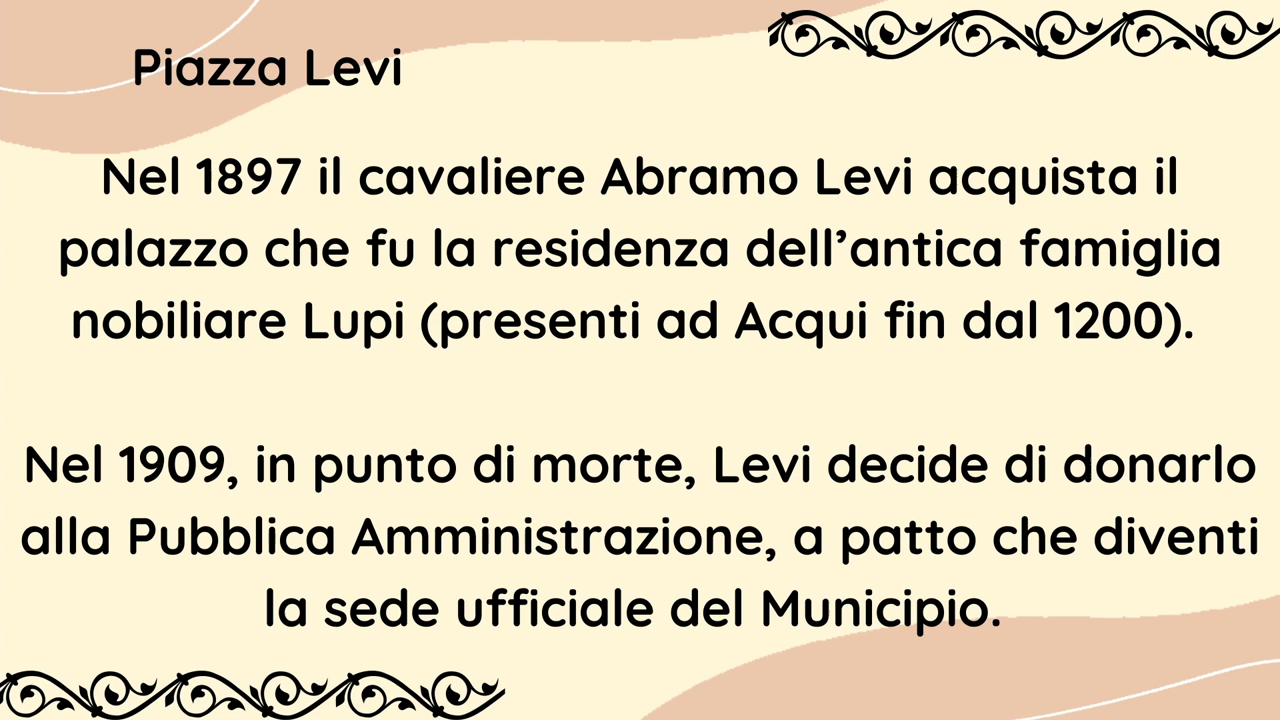 Piazza Levi
Nel 1897 il cavaliere Abramo Levi acquista il
palazzo che fu la residenza dell’antica famiglia
nobiliare Lupi (presenti ad Acqui fin dal 1200).
Nel 1909, in punto di morte, Levi decide di donarlo
alla Pubblica Amministrazione, a patto che diventi
la sede ufficiale del Municipio.